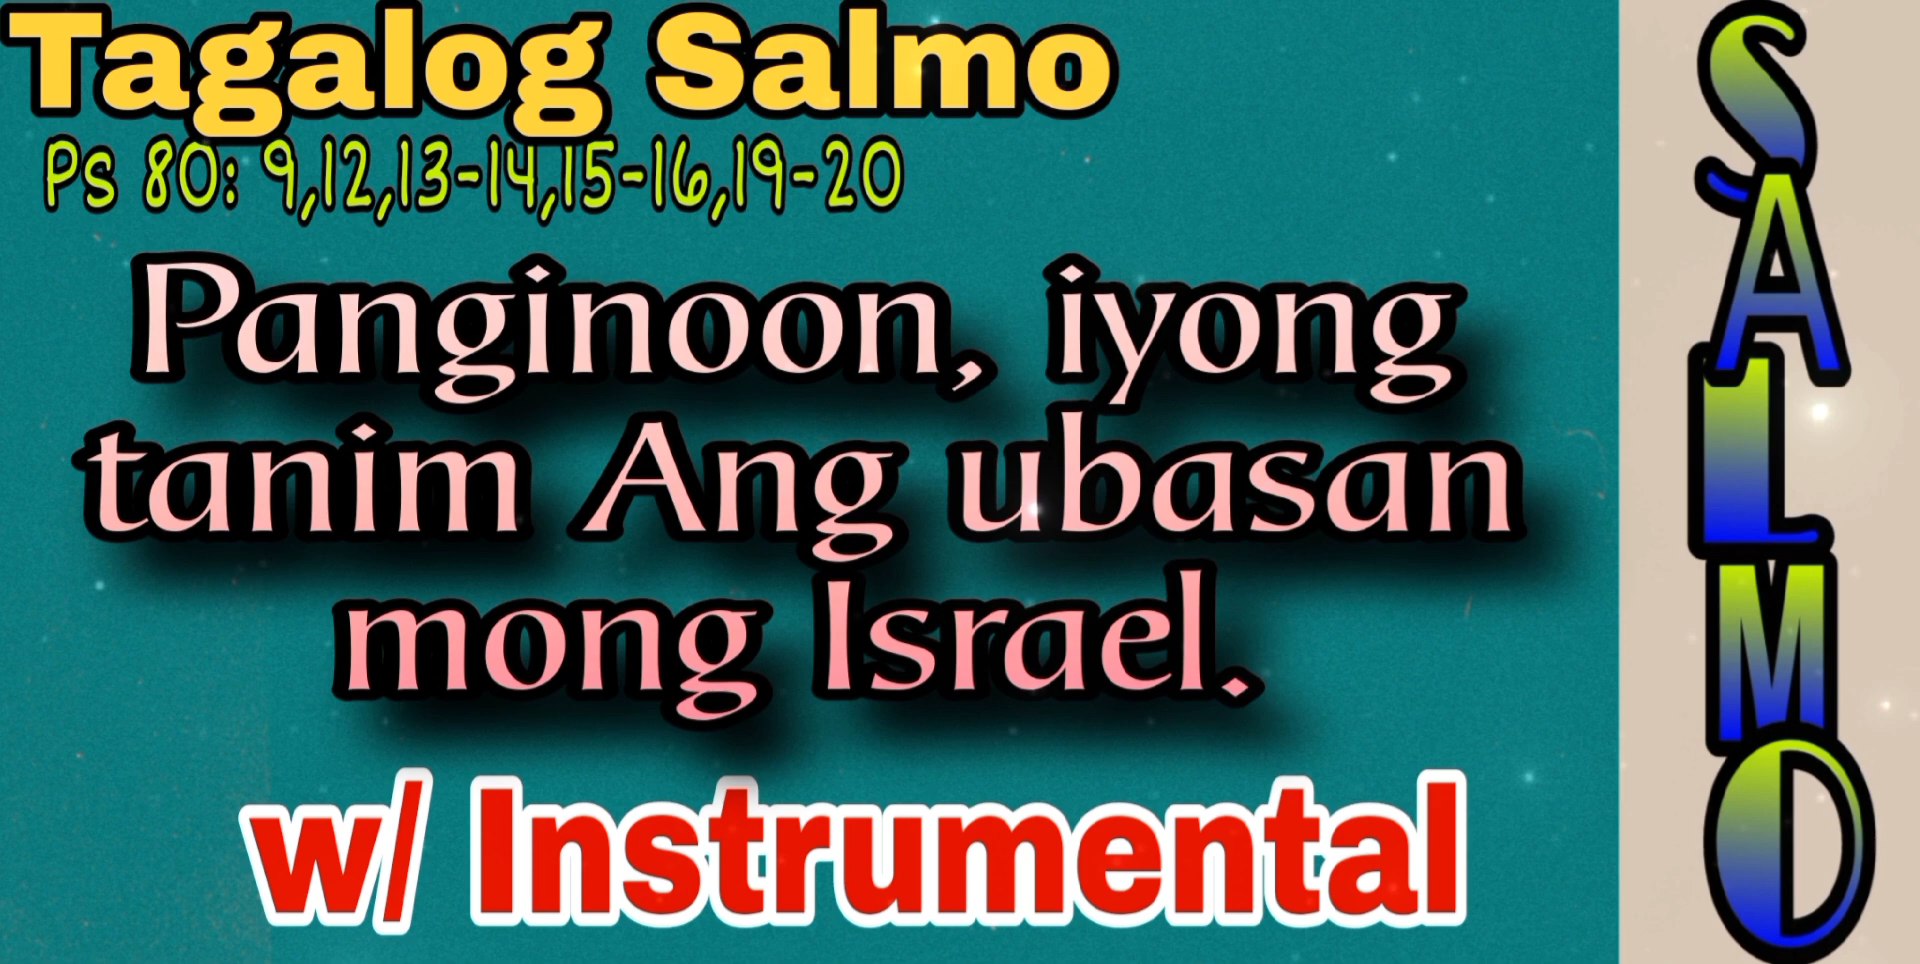 Tagalog Salmo
Ps 80: 9,12,13-14,15-16,19-20
Panginoon, iyong
tanim Ang ubasan
mong Israel.
w/ Instrumental
SALMO